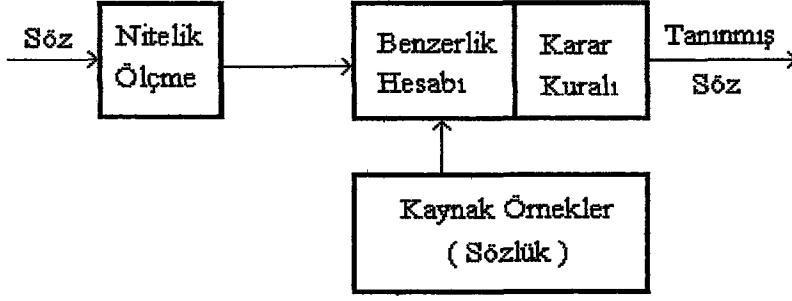 Söz
Nitelik
Ölçme
Benzerlik
Hesabı
Karar
Kuralı
Tanınmış
Söz
Kaynak Örnekler
( Sözlük )